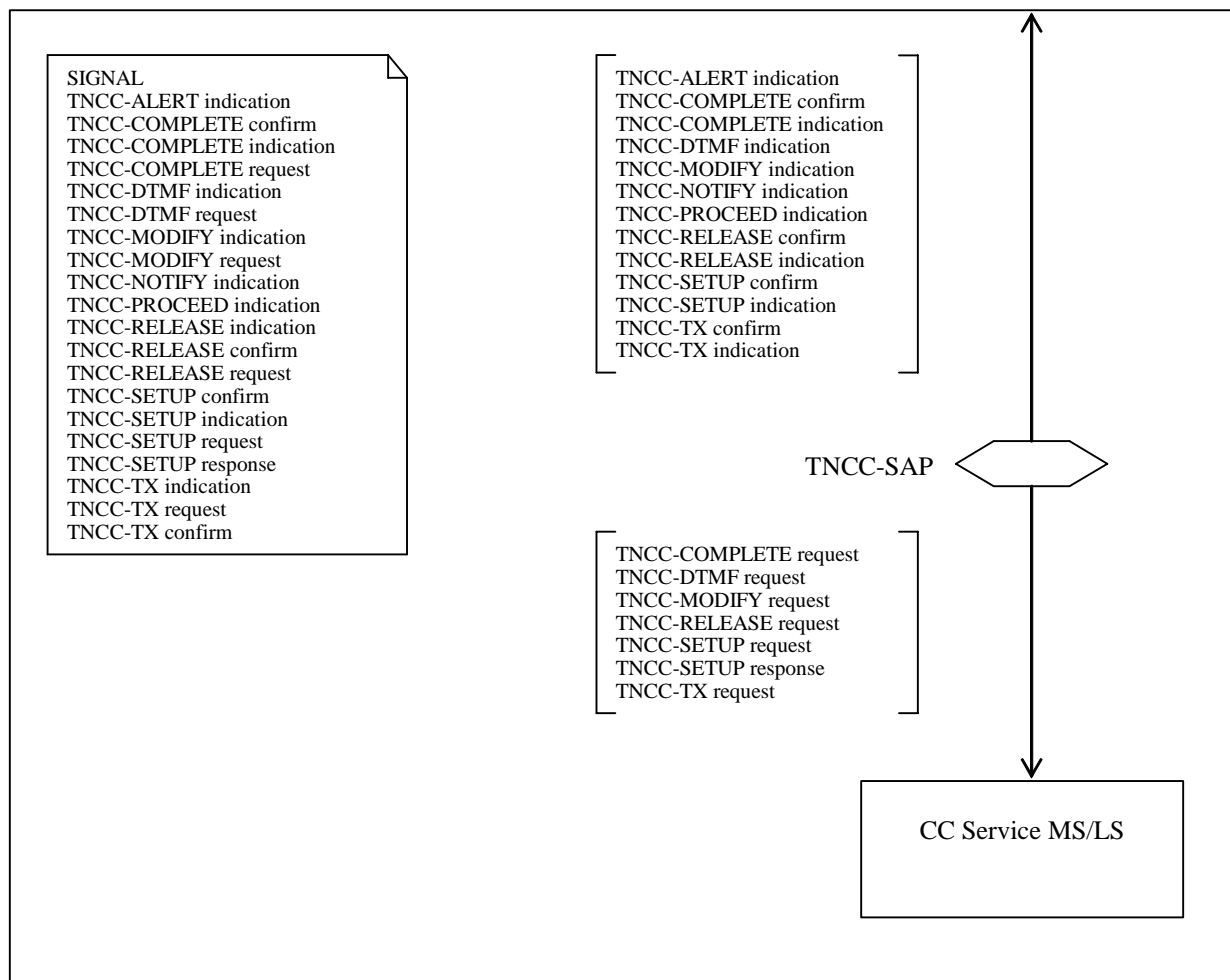 SIGNAL
TNCC-ALERT indication
TNCC-COMPLETE confirm
TNCC-COMPLETE indication
TNCC-COMPLETE request
TNCC-DTMF indication
TNCC-DTMF request
TNCC-MODIFY indication
TNCC-MODIFY request
TNCC-NOTIFY indication
TNCC-PROCEED indication
TNCC-RELEASE indication
TNCC-RELEASE confirm
TNCC-RELEASE request
TNCC-SETUP confirm
TNCC-SETUP indication
TNCC-SETUP request
TNCC-SETUP response
TNCC-TX indication
TNCC-TX request
TNCC-TX confirm
TNCC-ALERT indication
TNCC-COMPLETE confirm
TNCC-COMPLETE indication
TNCC-DTMF indication
TNCC-MODIFY indication
TNCC-NOTIFY indication
TNCC-PROCEED indication
TNCC-RELEASE confirm
TNCC-RELEASE indication
TNCC-SETUP confirm
TNCC-SETUP indication
TNCC-TX confirm
TNCC-TX indication
TNCC-SAP
TNCC-COMPLETE request
TNCC-DTMF request
TNCC-MODIFY request
TNCC-RELEASE request
TNCC-SETUP request
TNCC-SETUP response
TNCC-TX request
CC Service MS/LS